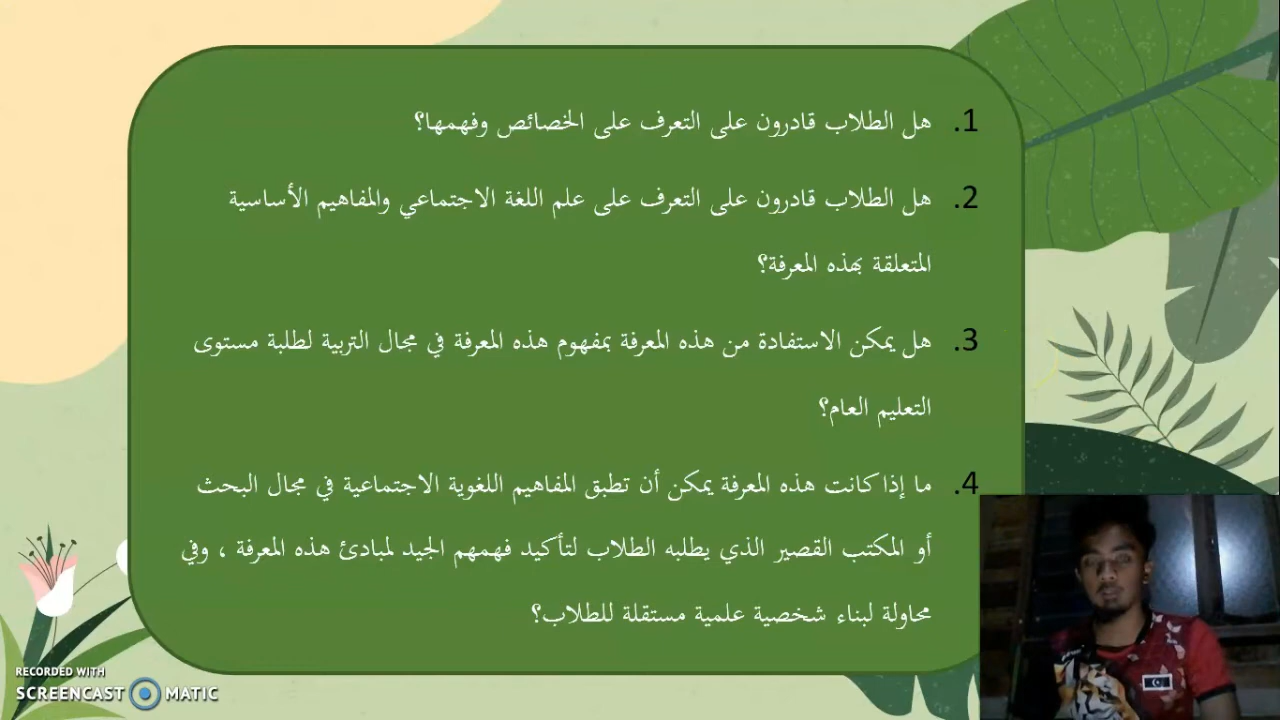 1. هل الطلاب قادرون على التعرف على الخصائص وفهمها؟
2. هل الطلاب قادرون على التعرف على علم اللغة الاجتماعي والمفاهيم الأساسية
المتعلقة بهذه المعرفة؟
3. هل يمكن الاستفادة من هذه المعرفة بمفهوم هذه المعرفة في مجال التربية لطلبة مستوى
التعليم العام؟
4. ما إذا كانت هذه المعرفة يمكن أن تطبق المفاهيم اللغوية الاجتماعية في مجال البحث
أو المكتب القصير الذي يطلبه الطلاب لتأكيد فهمهم الجيد لمبادئ هذه المعرفة ، وفي
محاولة لبناء شخصية علمية مستقلة للطلاب؟
RECORDED WITH
SCREENCAST MATIC